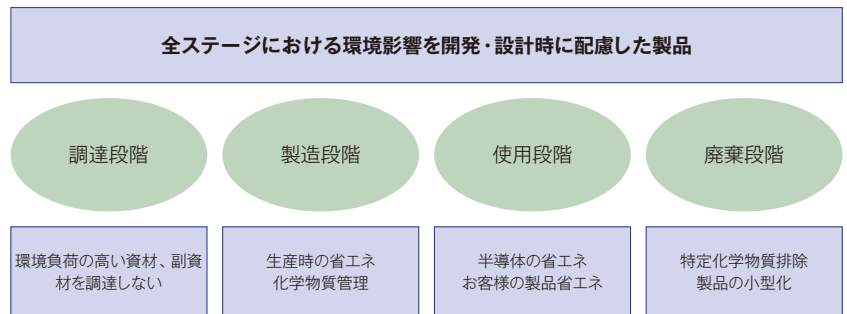 全ステージにおける環境影響を開発・設計時に配慮した製品
調達段階
製造段階
使用段階
廃棄段階
環境負荷の高い資材、副資
材を調達しない
生産時の省エネ
化学物質管理
半導体の省エネ
お客様の製品省エネ
特定化学物質排除
製品の小型化